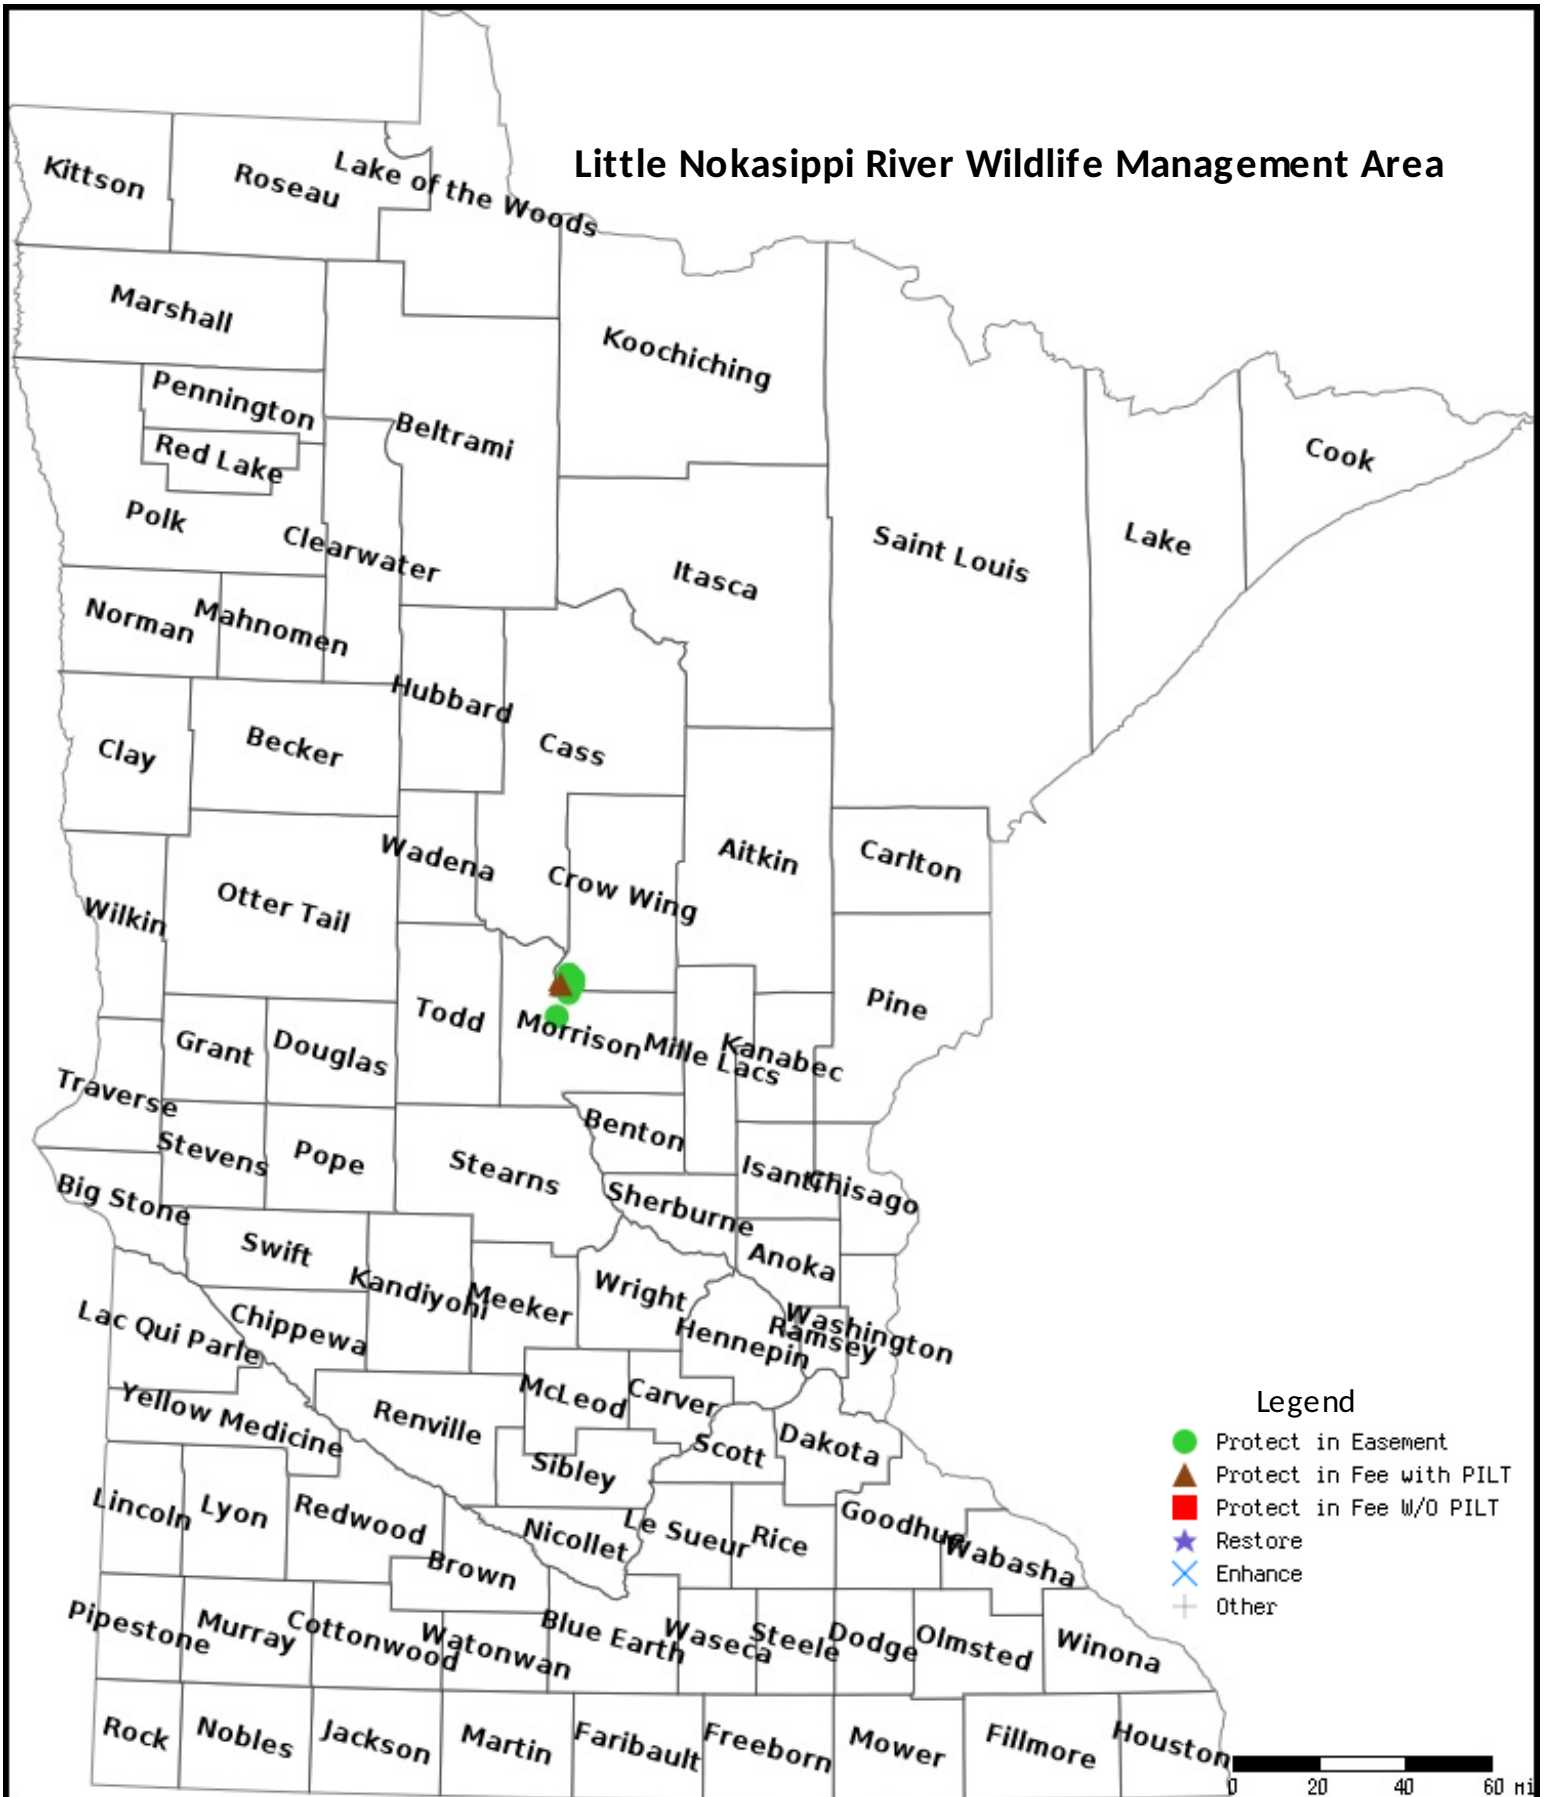 Little Nokasippi River Wildlife Management Area
Kittson
Roseau
Lake of the Woods
Marshall
Koochiching
Pennington
Beltrami
Red Lake
Cook
Polk
Clearwater
Saint Louis
Lake
Itasca
Norman
Mahnomen
Hubbard
Clay
Becker
Cass
Wadena
Crow Wing
Aitkin
Carlton
Otter Tail
Wilkin
Todd
Morrison
Mille Lacs
Kanabec
Pine
Grant
Douglas
Traverse
Stevens
Pope
Stearns
Benton
Isanti
Chisago
Big Stone
Sherburne
Swift
Anoka
Kandiyohi
Meeker
Wright
Washington
Ramsey
Hennepin
Lac Qui Parle
Chippewa
McLeod
Carver
Yellow Medicine
Renville
Scott
Dakota
Sibley
Lincoln
Lyon
Redwood
Nicollet
Le Sueur
Rice
Goodhue
Wabasha
Brown
Pipestone
Murray
Cottonwood
Watonwan
Blue Earth
Waseca
Steele
Dodge
Olmsted
Winona
Rock
Nobles
Jackson
Martin
Faribault
Freeborn
Mower
Fillmore
Houston
Legend
Protect in Easement
Protect in Fee with PILT
Protect in Fee W/O PILT
Restore
Enhance
Other
0 20 40 60 mi